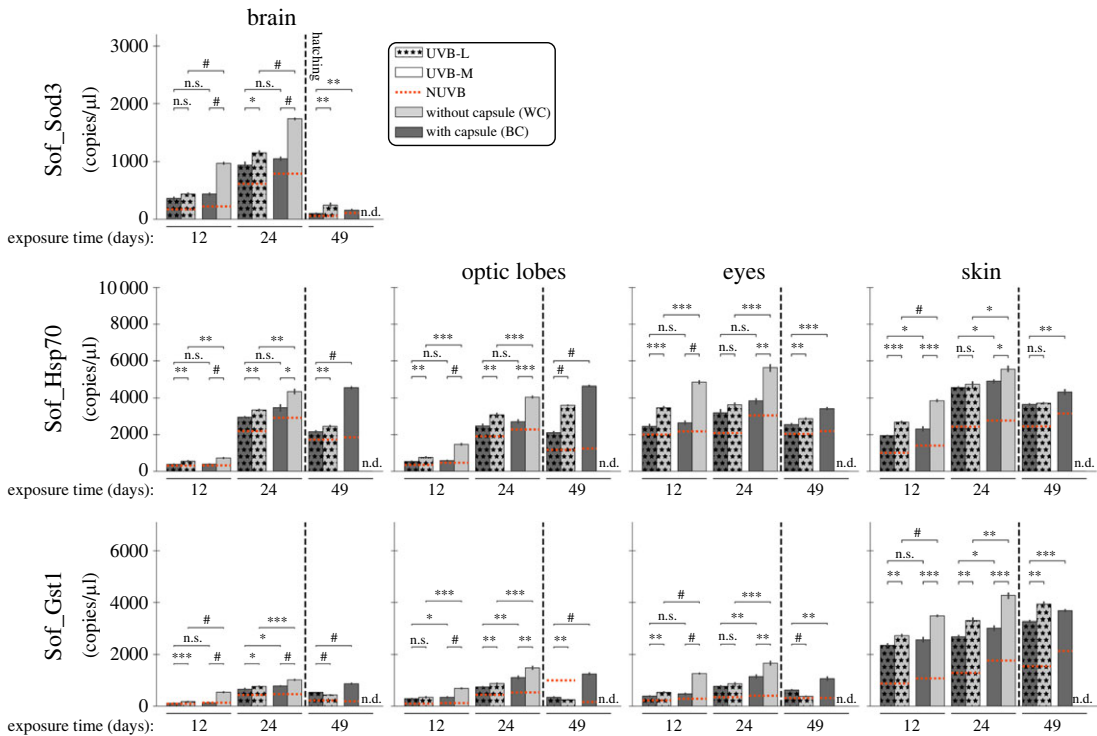 brain
Sof_Sod3
(copies/µl)
3000
2000
1000
0
# # hatching
n.s. n.s. **
n.s. # * # **
n.d.
UVB-L
UVB-M
NUVB
without capsule (WC)
with capsule (BC)
exposure time (days): 12 24 49
optic lobes eyes skin
Sof_Hsp70
(copies/µl)
10 000
8000
6000
4000
2000
0
** ** *** *** *** *** # *
n.s. n.s. # n.s. n.s. # n.s. n.s. *** * * **
** # ** * ** ** # ** *** # *** # n.s. ** ** *** *** n.s. * n.s.
n.d. n.d. n.d. n.d.
exposure time (days): 12 24 49 12 24 49 12 24 49 12 24 49
Sof_Gst1
(copies/µl)
6000
4000
2000
0
# *** *** *** # *** # **
n.s. * # * ** # n.s. ** ** n.s. * ***
*** # * # # n.s. # ** ** ** ** # n.s. ** # ** *** ** *** **
n.d. n.d. n.d. n.d.
exposure time (days): 12 24 49 12 24 49 12 24 49 12 24 49